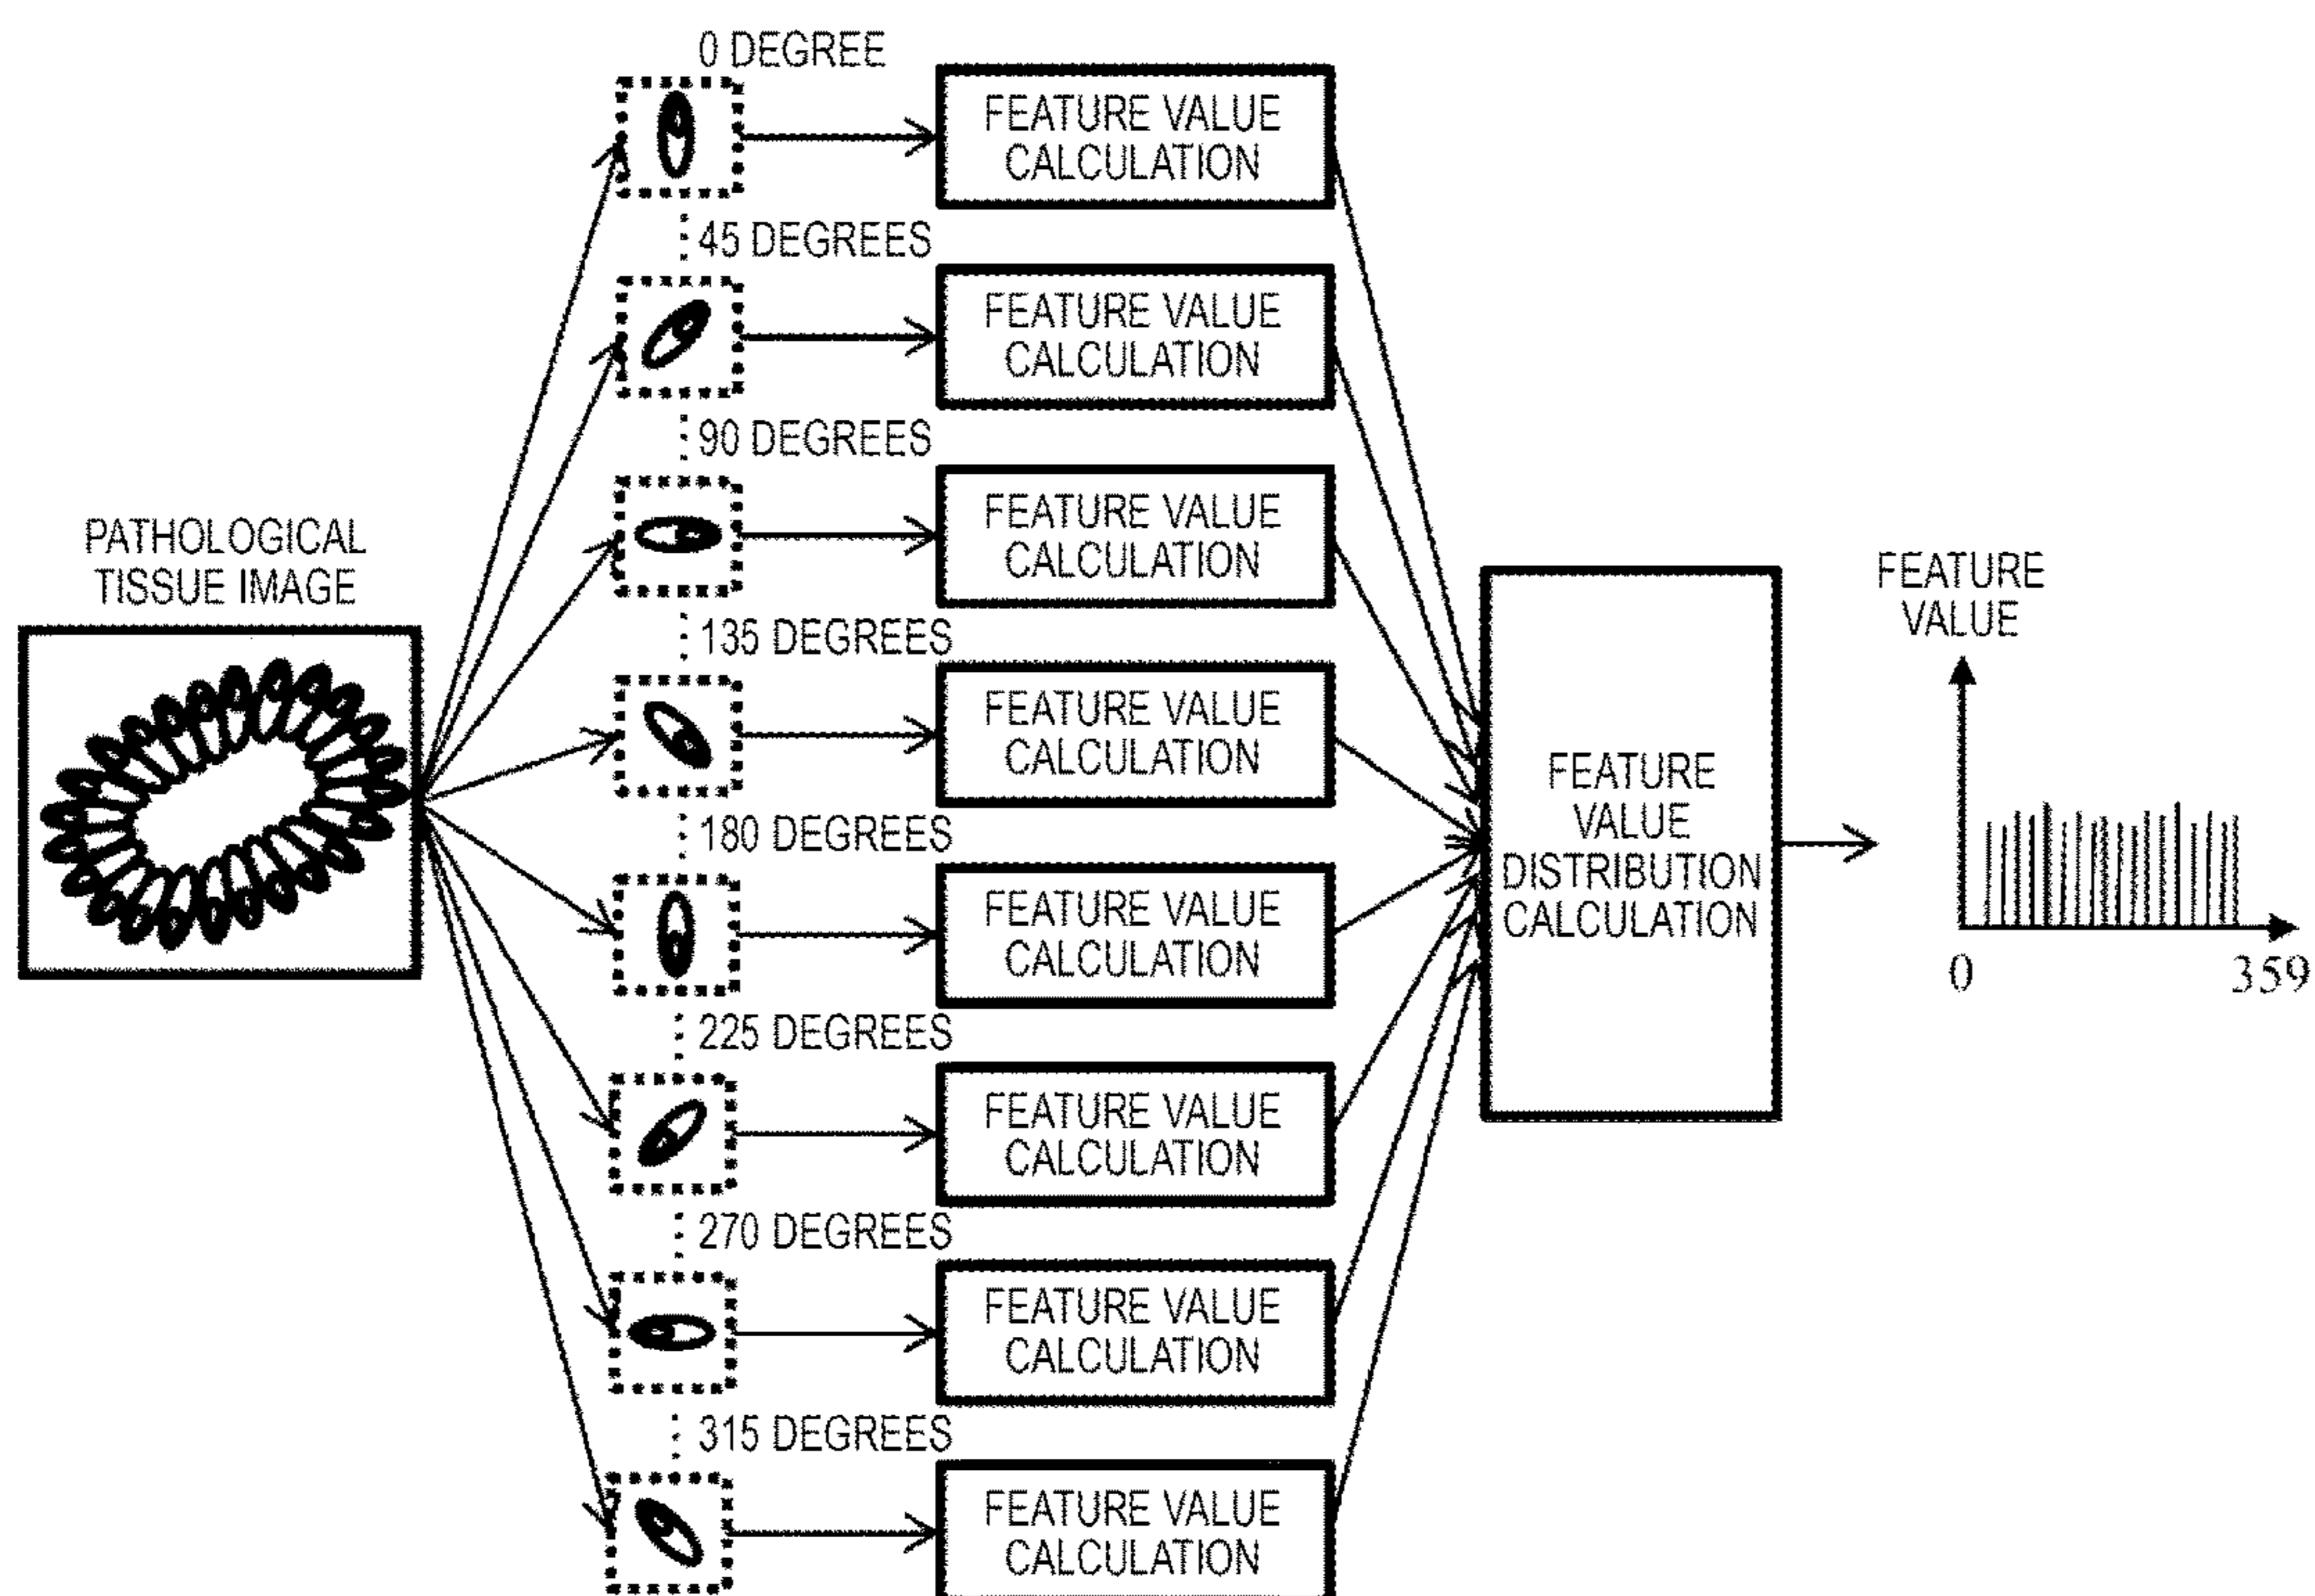 0 DEGREE
FEATURE VALUE
CALCULATION
45 DEGREES
FEATURE VALUE
CALCULATION
90 DEGREES
FEATURE VALUE
CALCULATION
PATHOLOGICAL
TISSUE IMAGE
135 DEGREES
FEATURE VALUE
CALCULATION
180 DEGREES
FEATURE VALUE
CALCULATION
225 DEGREES
FEATURE VALUE
CALCULATION
270 DEGREES
FEATURE VALUE
CALCULATION
315 DEGREES
FEATURE VALUE
CALCULATION
FEATURE
VALUE
DISTRIBUTION
CALCULATION
FEATURE
VALUE
0
359